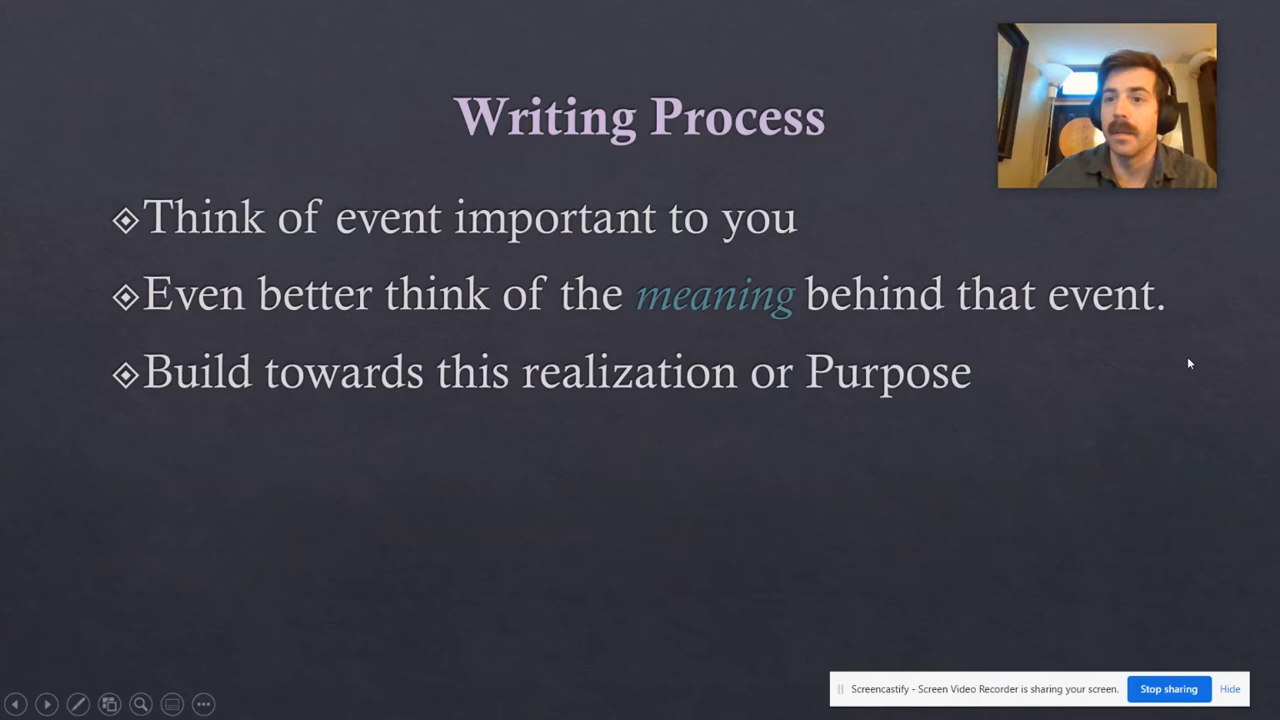 Writing Process
Think of event important to you
Even better think of the meaning behind that event.
Build towards this realization or Purpose
Screencastify - Screen Video Recorder is sharing your screen. Stop sharing Hide